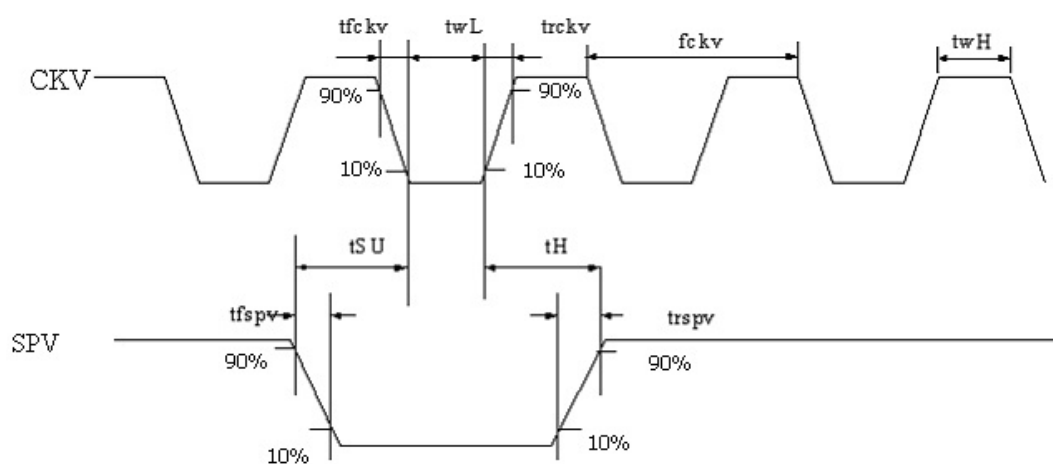 tfckv twL trckv fckv twH
CKV
90% 90%
10% 10%
tSU tH
tfspv trspv
SPV
90% 90%
10% 10%